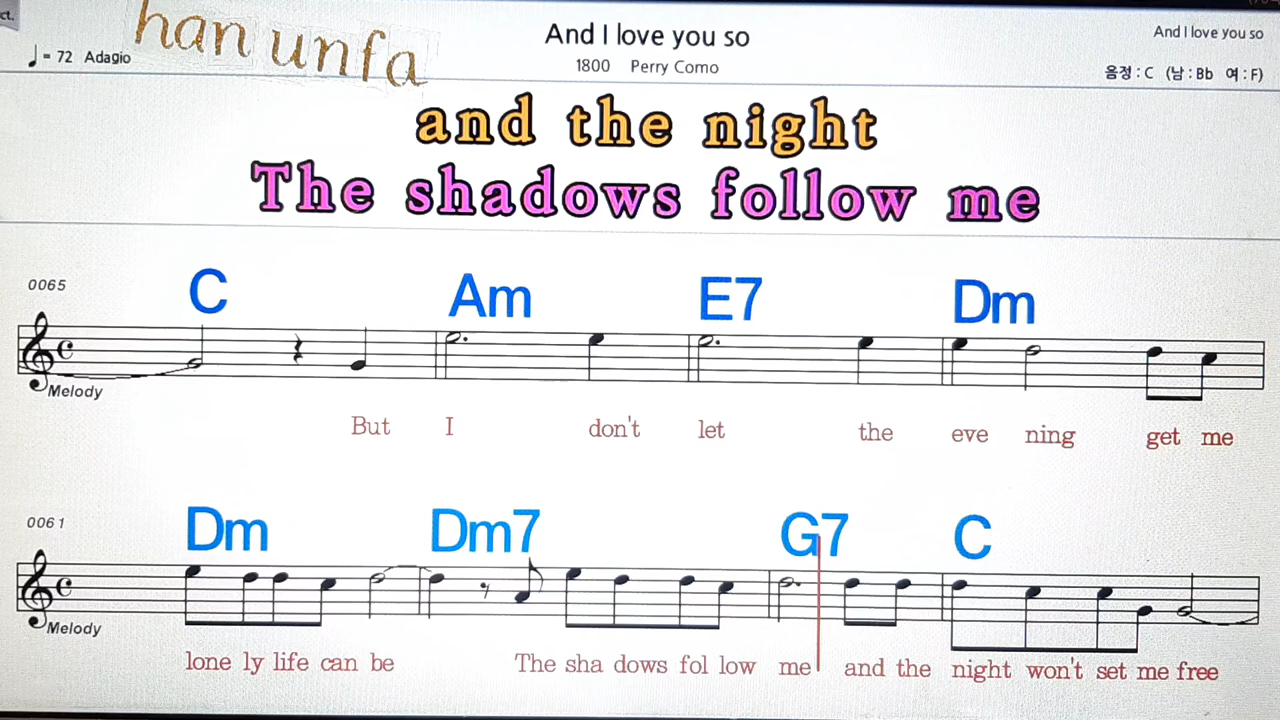 ct.
han unfa
♩ = 72 Adagio
And I love you so
1800 Perry Como
And I love you so
음정 : C (남 : Bb 여 : F)
and the night
The shadows follow me
0065
C Am E7 Dm
Melody
But I don't let the eve ning get me
0061
Dm Dm7 G7 C
Melody
lone ly life can be The sha dows fol low me and the night won't set me free